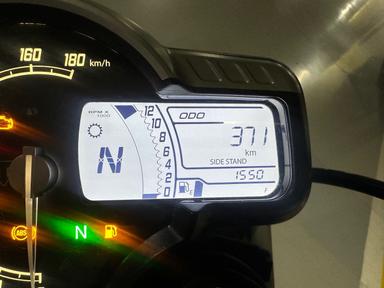 160 180 km/h
RPM X 1000
12
10
8
6
4
2
0
ODO
371
km
SIDE STAND
1550
N
E F
ABS
N